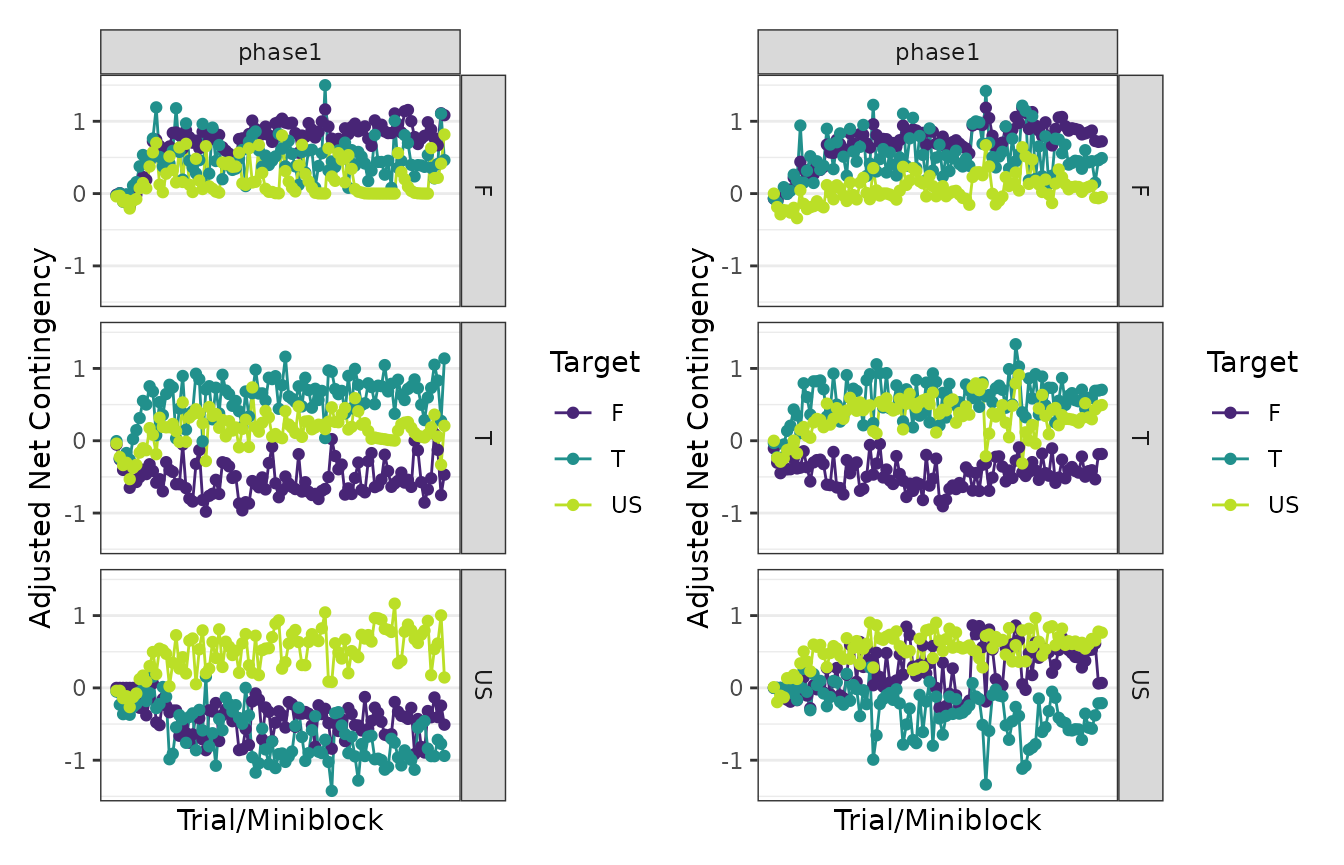 phase1
1
0
-1
F
1
0
-1
T
1
0
-1
US
Adjusted Net Contingency
Trial/Miniblock
Target
F
T
US
phase1
1
0
-1
F
1
0
-1
T
1
0
-1
US
Adjusted Net Contingency
Trial/Miniblock
Target
F
T
US